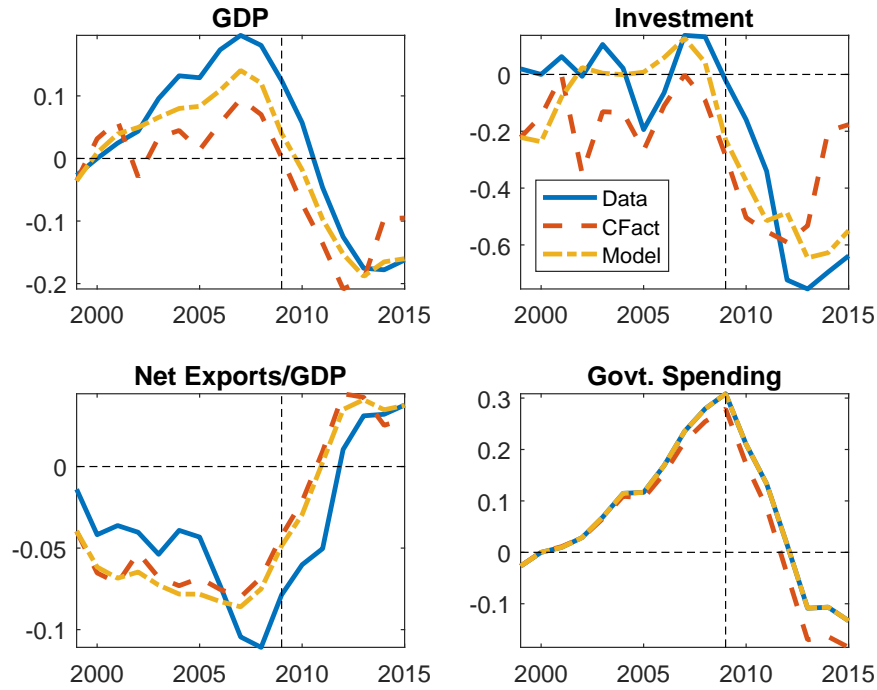 GDP
0.1
0
-0.1
-0.2
2000 2005 2010 2015
Investment
0
-0.2
-0.4
-0.6
Data
CFact
Model
2000 2005 2010 2015
Net Exports/GDP
0
-0.05
-0.1
2000 2005 2010 2015
Govt. Spending
0.3
0.2
0.1
0
-0.1
2000 2005 2010 2015